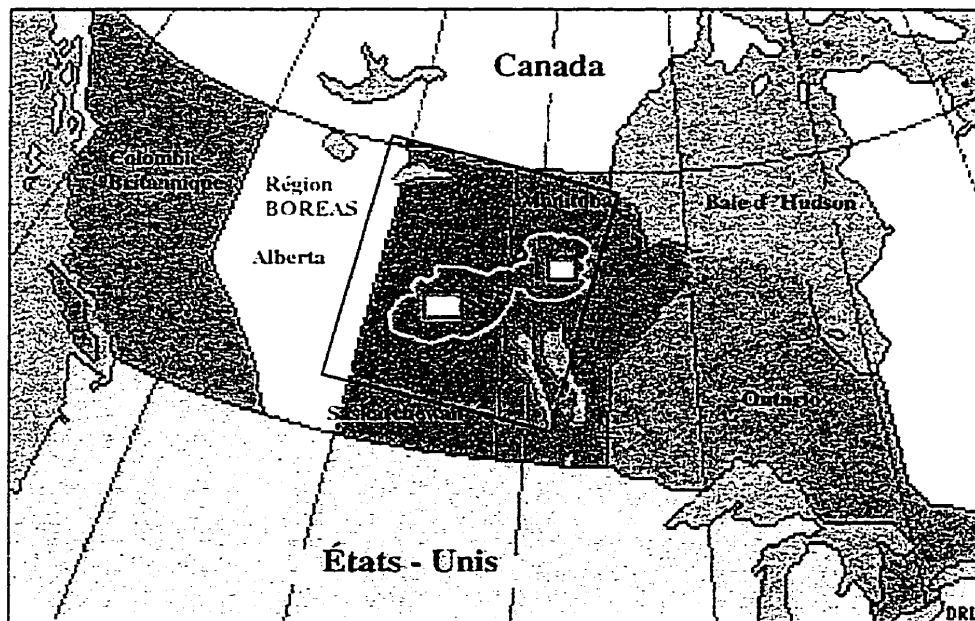 Canada
Colombie
Britannique
Région
BOREAS
Alberta
Manitoba
Baie d'Hudson
Saskatchewan
Ontario
États - Unis